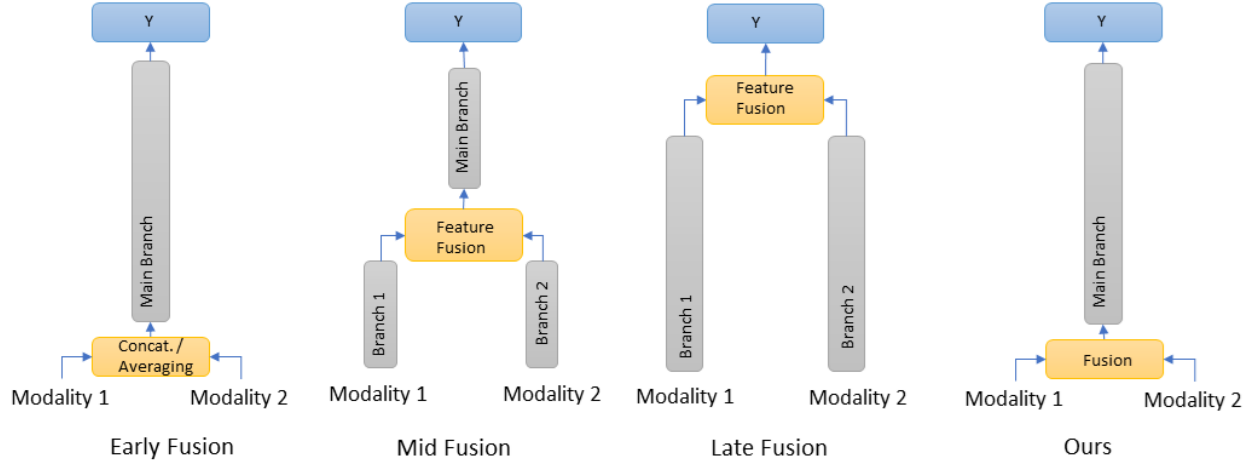 Y
Main Branch
Concat. /
Averaging
Modality 1
Modality 2
Early Fusion
Y
Main Branch
Feature
Fusion
Branch 1
Branch 2
Modality 1
Modality 2
Mid Fusion
Y
Feature
Fusion
Branch 1
Branch 2
Modality 1
Modality 2
Late Fusion
Y
Main Branch
Fusion
Modality 1
Modality 2
Ours